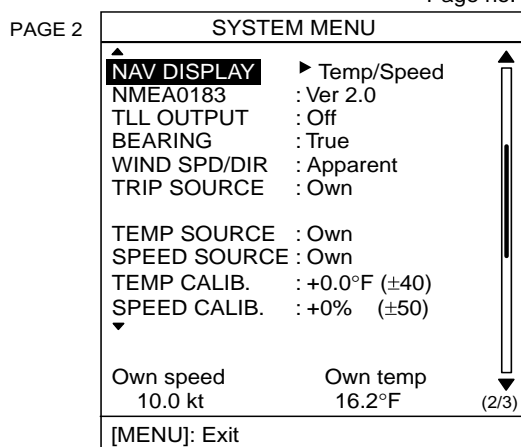 Page no.
PAGE 2
SYSTEM MENU
NAV DISPLAY ▶ Temp/Speed
NMEA0183 : Ver 2.0
TLL OUTPUT : Off
BEARING : True
WIND SPD/DIR : Apparent
TRIP SOURCE : Own
TEMP SOURCE : Own
SPEED SOURCE : Own
TEMP CALIB. : +0.0°F (±40)
SPEED CALIB. : +0% (±50)
Own speed Own temp
10.0 kt 16.2°F (2/3)
[MENU]: Exit